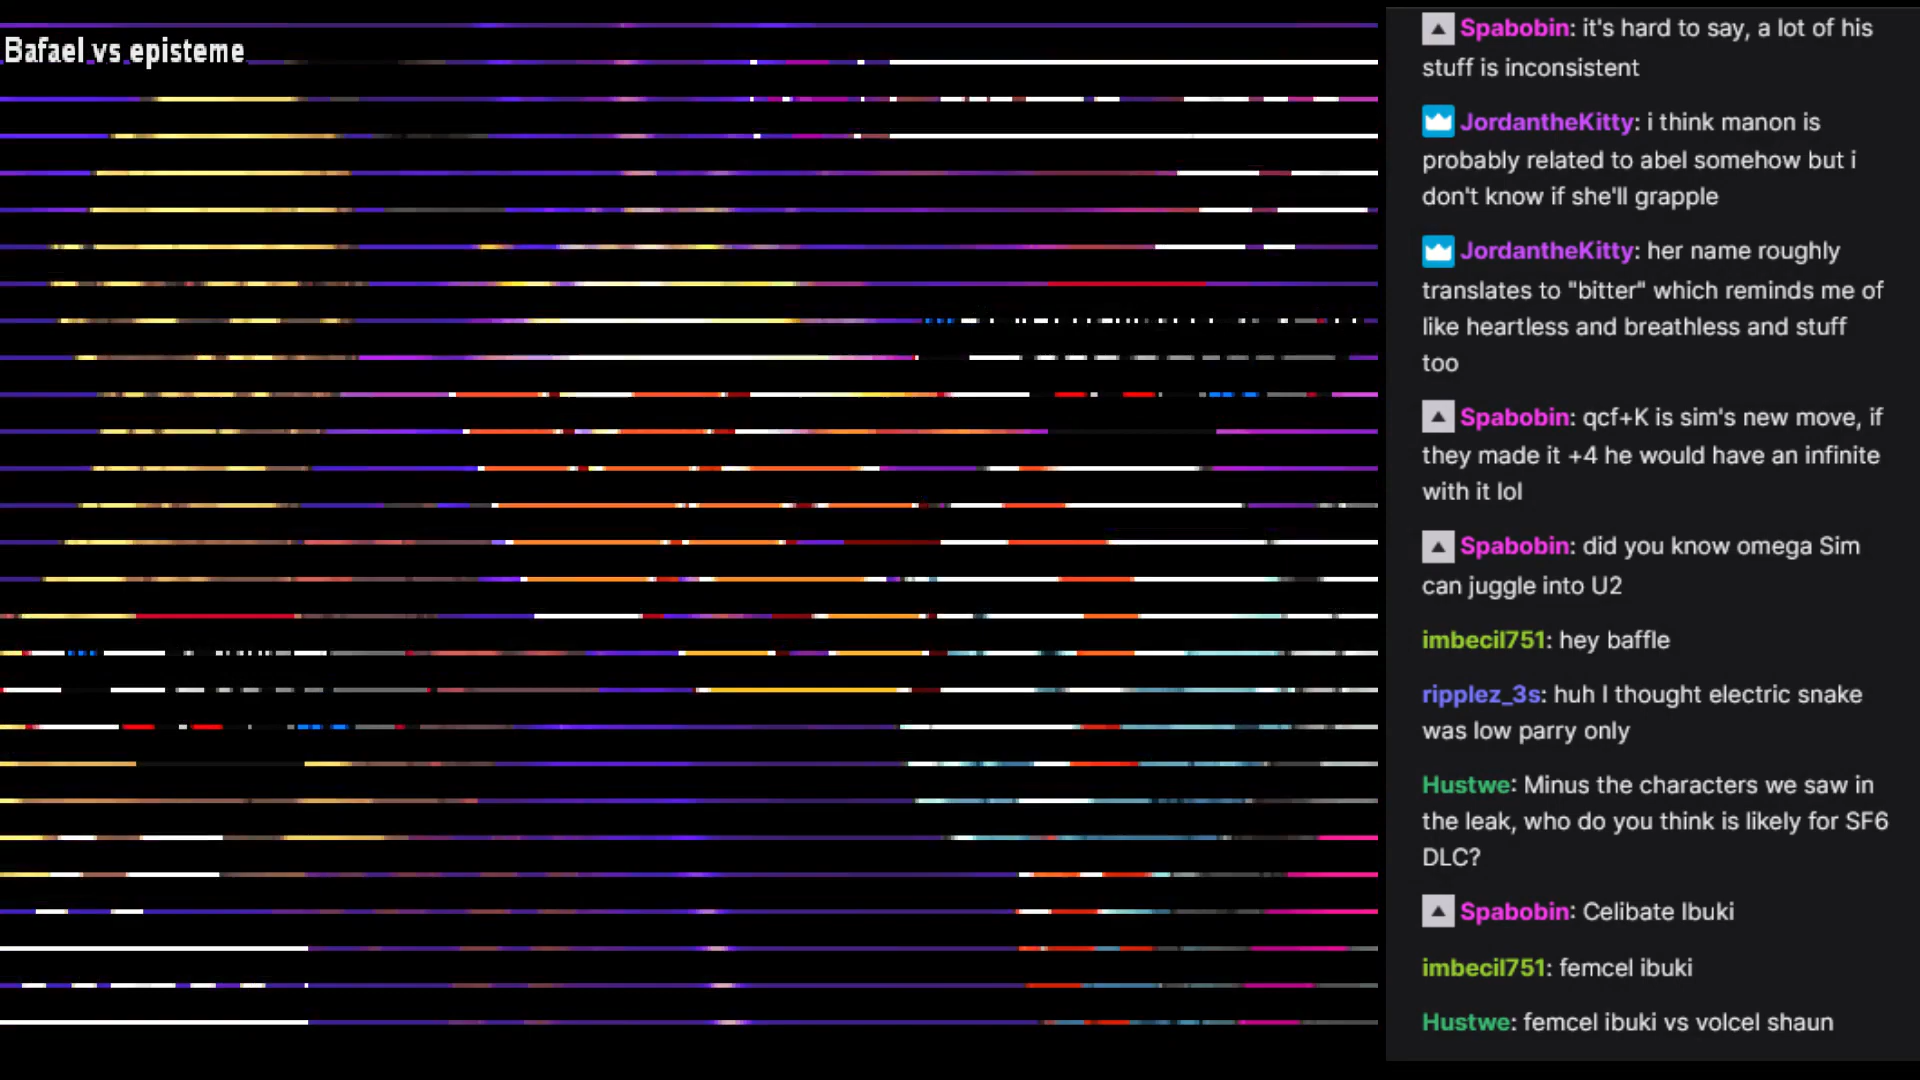 Bafael vs episteme
Spabobin: it's hard to say, a lot of his
stuff is inconsistent
JordantheKitty: i think manon is
probably related to abel somehow but i
don't know if she'll grapple
JordantheKitty: her name roughly
translates to "bitter" which reminds me of
like heartless and breathless and stuff
too
Spabobin: qcf+K is sim's new move, if
they made it +4 he would have an infinite
with it lol
Spabobin: did you know omega Sim
can juggle into U2
imbecil751: hey baffle
ripplez_3s: huh I thought electric snake
was low parry only
Hustwe: Minus the characters we saw in
the leak, who do you think is likely for SF6
DLC?
Spabobin: Celibate Ibuki
imbecil751: femcel ibuki
Hustwe: femcel ibuki vs volcel shaun